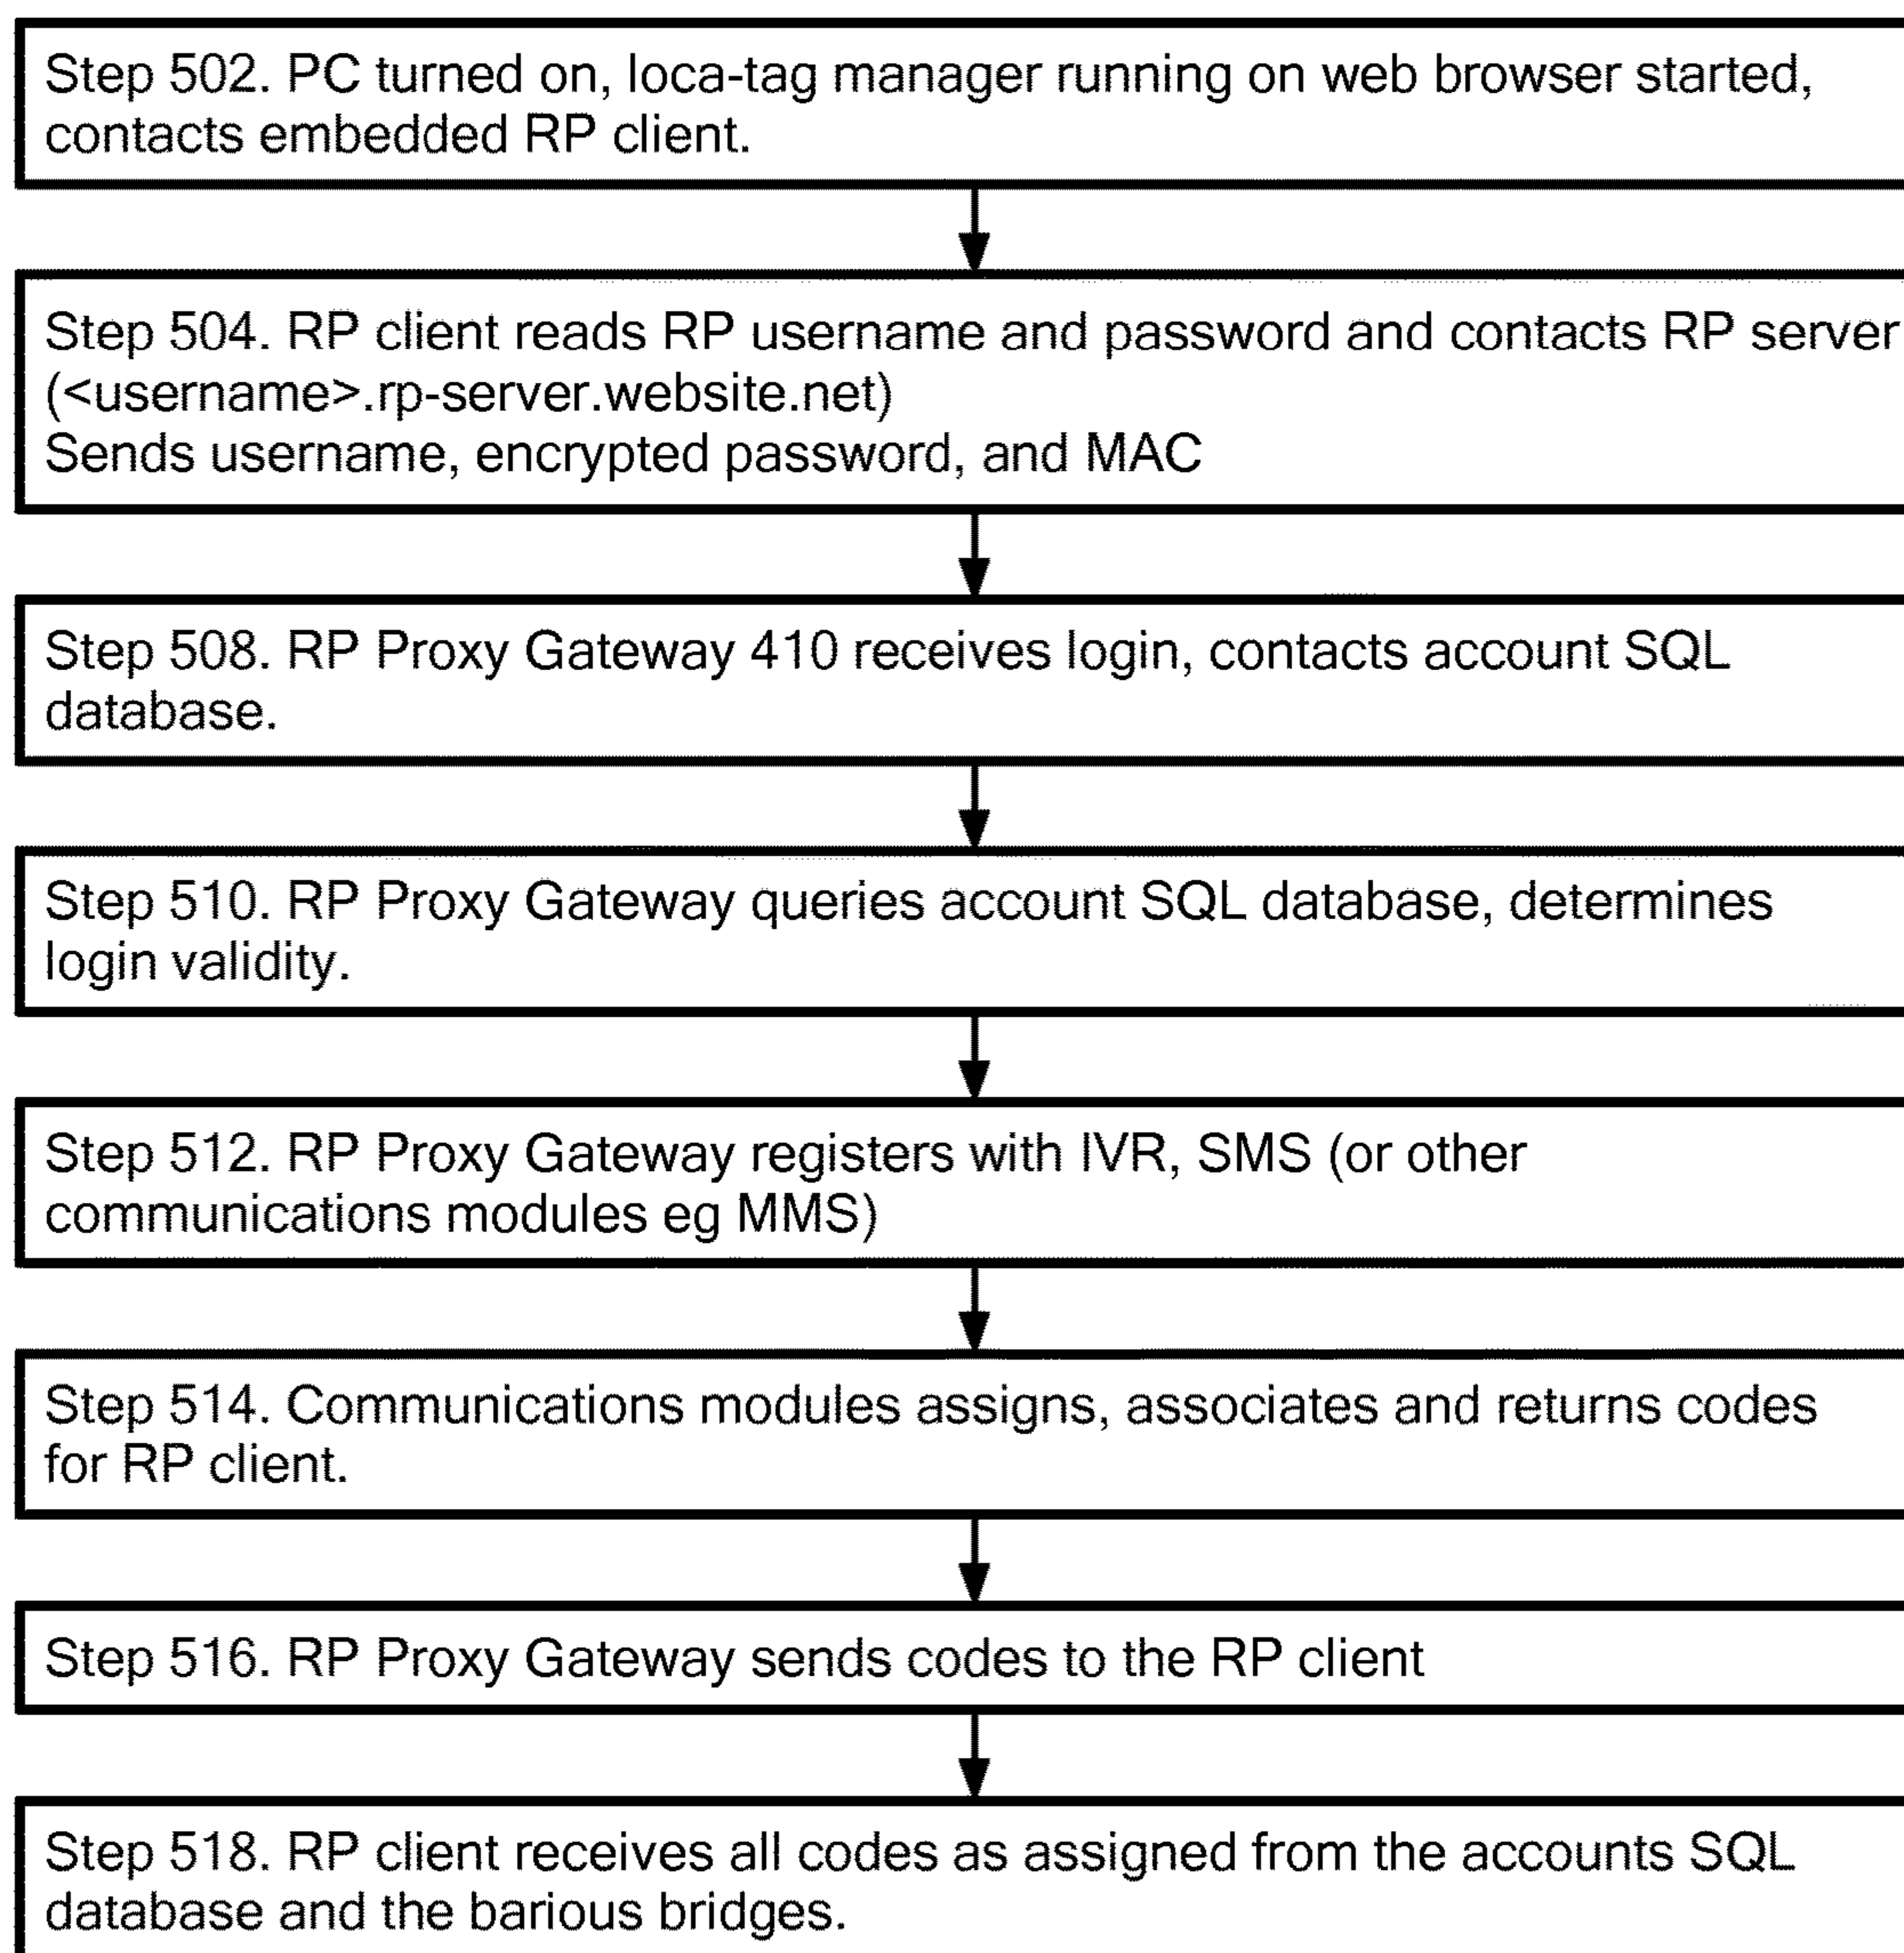 Step 502. PC turned on, loca-tag manager running on web browser started,
contacts embedded RP client.
Step 504. RP client reads RP username and password and contacts RP server
(<username>.rp-server.website.net)
Sends username, encrypted password, and MAC
Step 508. RP Proxy Gateway 410 receives login, contacts account SQL
database.
Step 510. RP Proxy Gateway queries account SQL database, determines
login validity.
Step 512. RP Proxy Gateway registers with IVR, SMS (or other
communications modules eg MMS)
Step 514. Communications modules assigns, associates and returns codes
for RP client.
Step 516. RP Proxy Gateway sends codes to the RP client
Step 518. RP client receives all codes as assigned from the accounts SQL
database and the barious bridges.